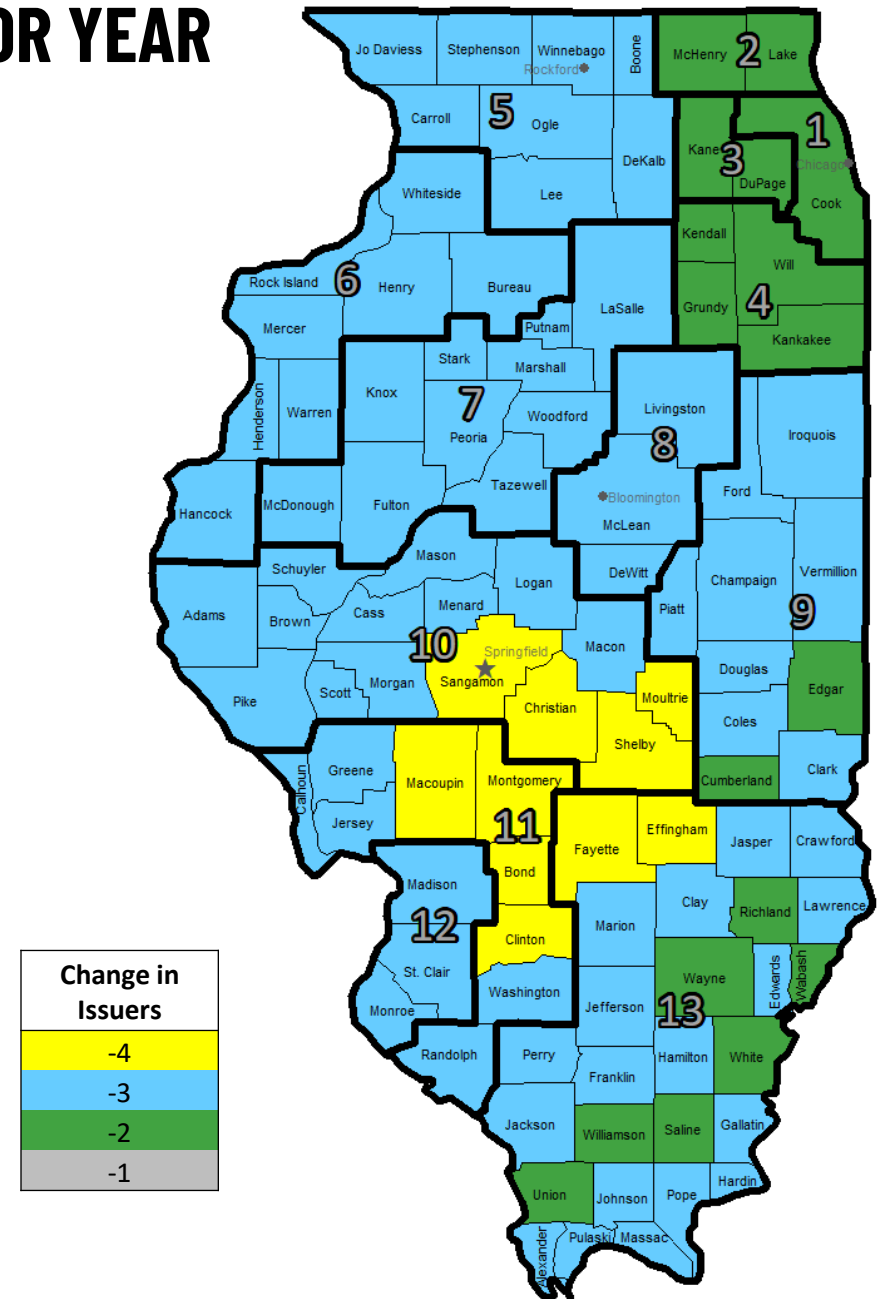 OR YEAR
Jo Daviess
Stephenson
Winnebago
Boone
McHenry
2
Lake
Rockford
Carroll
5
Ogle
DeKalb
Kane
3
1
Chicago
DuPage
Cook
Whiteside
Lee
Kendall
Will
Rock Island
6
Henry
Bureau
LaSalle
Grundy
4
Mercer
Putnam
Kankakee
Stark
Marshall
Henderson
Warren
Knox
7
Peoria
Woodford
Livingston
8
Iroquois
Hancock
McDonough
Fulton
Tazewell
Bloomington
McLean
Ford
Mason
Schuyler
Logan
DeWitt
Champaign
Vermillion
Adams
Brown
Cass
Menard
Piatt
9
10
Springfield
Macon
Pike
Scott
Morgan
Sangamon
Christian
Moultrie
Douglas
Edgar
Shelby
Coles
Calhoun
Greene
Macoupin
Montgomery
Cumberland
Clark
Jersey
11
Fayette
Effingham
Jasper
Crawford
Madison
Bond
12
Clinton
Marion
Clay
Richland
Lawrence
St. Clair
Washington
Wayne
Edwards
Wabash
Monroe
Jefferson
13
Randolph
Perry
Franklin
Hamilton
White
Jackson
Williamson
Saline
Gallatin
Union
Johnson
Pope
Hardin
Alexander
Pulaski
Massac
Change in
Issuers
-4
-3
-2
-1